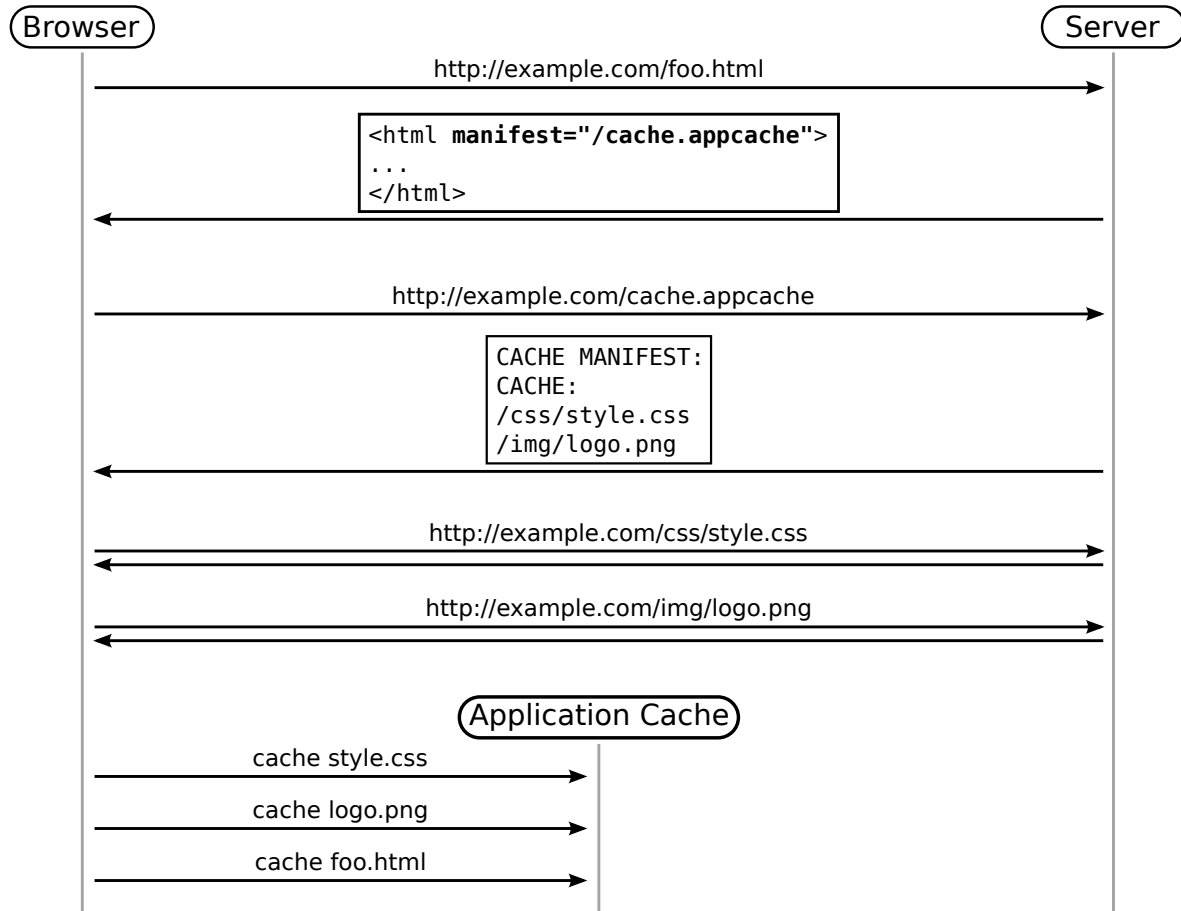 Browser
Server
http://example.com/foo.html
<html manifest="/cache.appcache">
...
</html>
http://example.com/cache.appcache
CACHE MANIFEST:
CACHE:
/css/style.css
/img/logo.png
http://example.com/css/style.css
http://example.com/img/logo.png
Application Cache
cache style.css
cache logo.png
cache foo.html